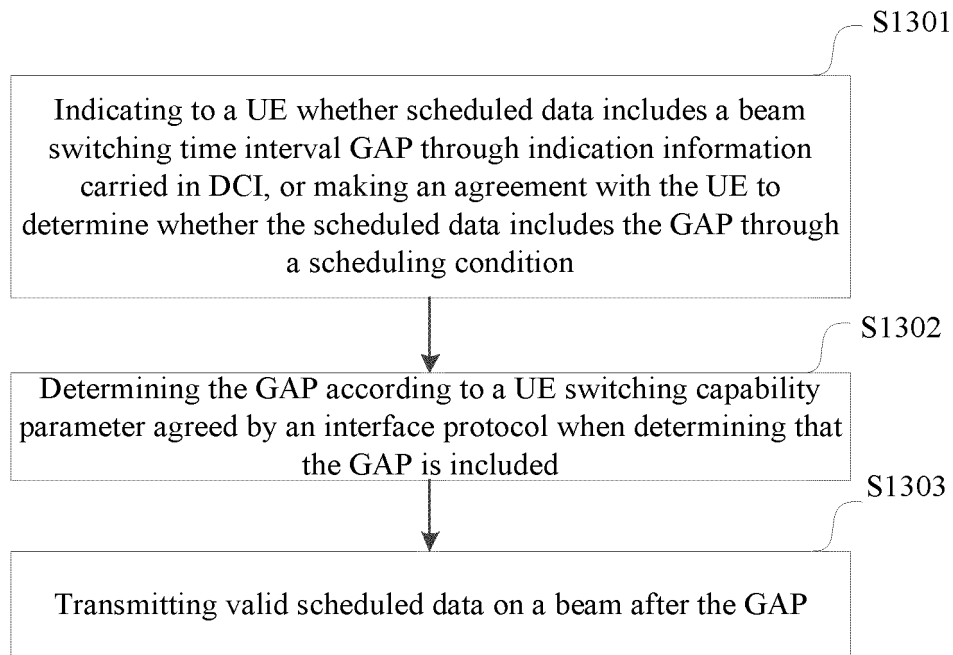 S1301
Indicating to a UE whether scheduled data includes a beam
switching time interval GAP through indication information
carried in DCI, or making an agreement with the UE to
determine whether the scheduled data includes the GAP through
a scheduling condition
S1302
Determining the GAP according to a UE switching capability
parameter agreed by an interface protocol when determining that
the GAP is included
S1303
Transmitting valid scheduled data on a beam after the GAP